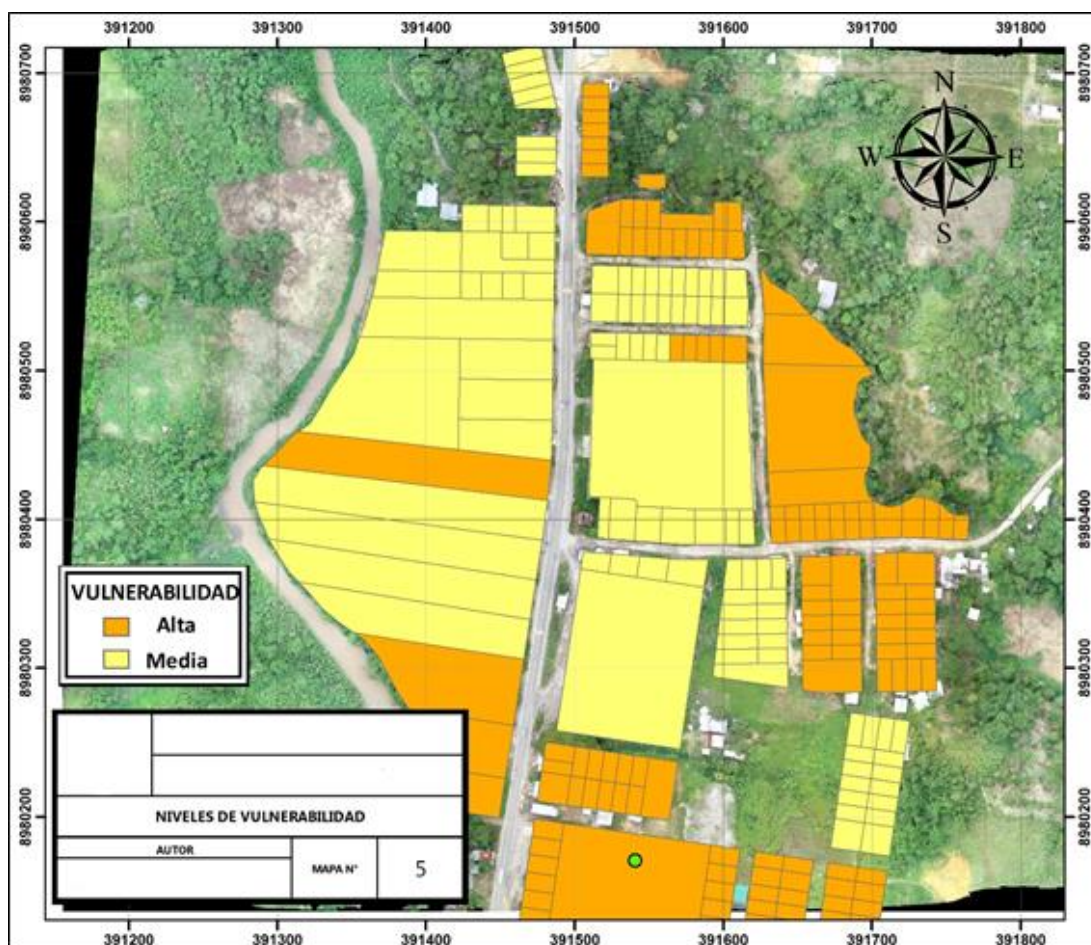 391200 391300 391400 391500 391600 391700 391800
8980700
8980600
8980500
8980400
8980300
8980200
8980700
8980600
8980500
8980400
8980300
8980200
N
W E
S
VULNERABILIDAD
Alta
Media
NIVELES DE VULNERABILIDAD
AUTOR
MAPA N° 5
391200 391300 391400 391500 391600 391700 391800